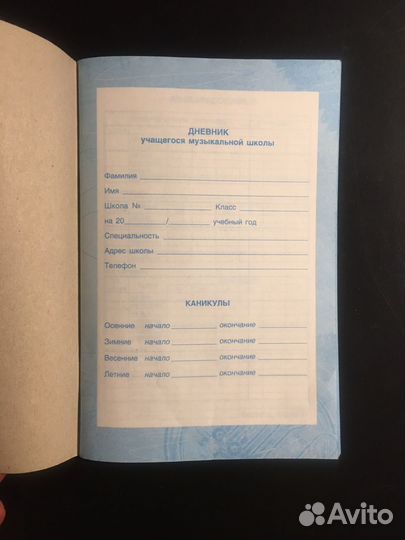 ДНЕВНИК
учащегося музыкальной школы
Фамилия
Имя
Школа № Класс
на 20 / учебный год
Специальность
Адрес школы
Телефон
КАНИКУЛЫ
Осенние начало окончание
Зимние начало окончание
Весенние начало окончание
Летние начало окончание
Avito